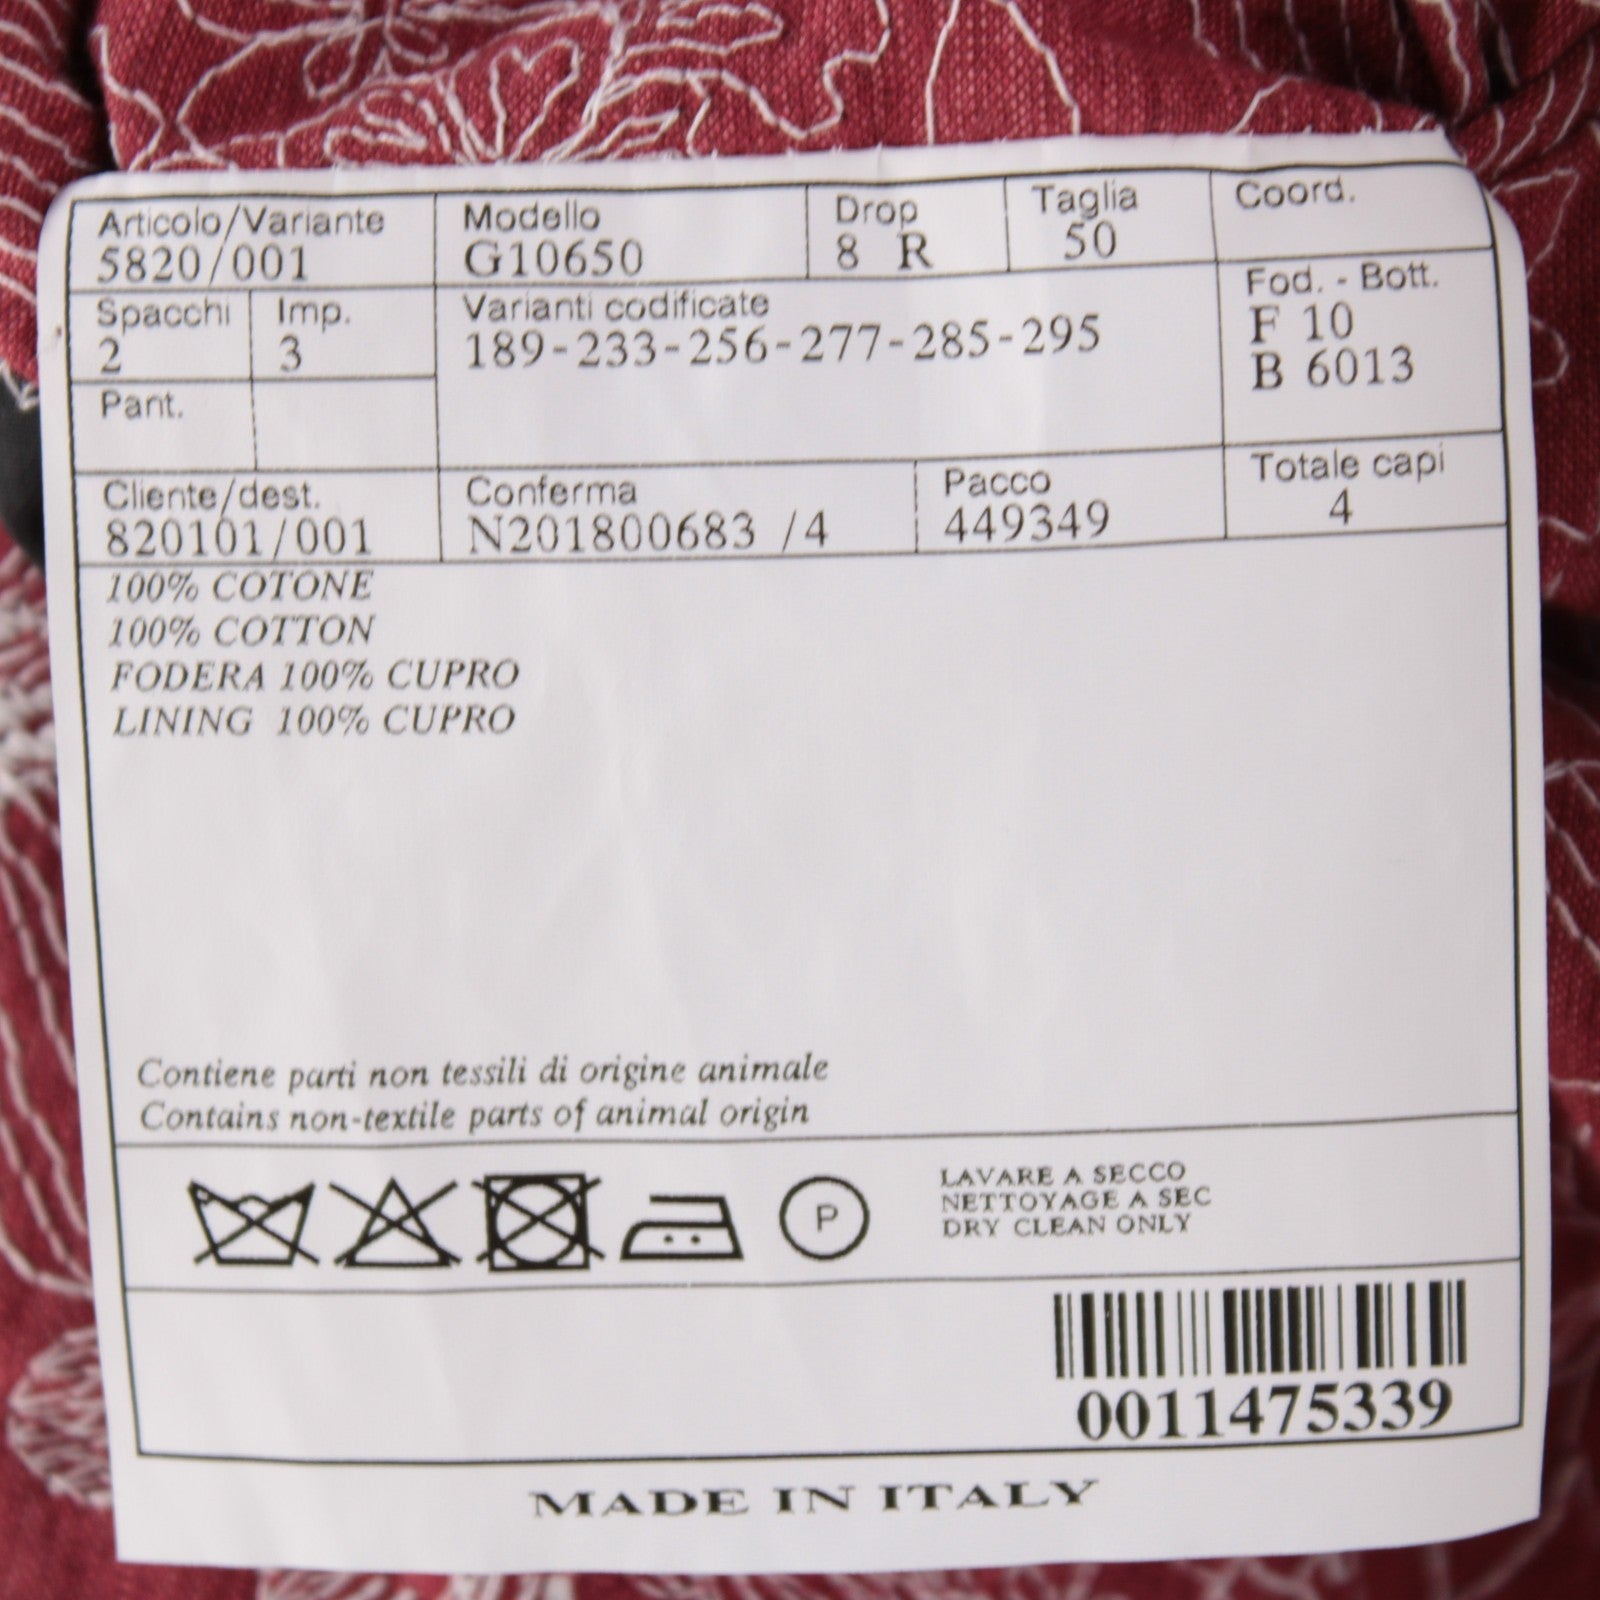 Articolo/Variante
5820/001
Modello
G10650
Drop
8 R
Taglia
50
Coord.
Spacchi
2
Imp.
3
Varianti codificate
189-233-256-277-285-295
Fod. - Bott.
F 10
B 6013
Pant.
Cliente/dest.
820101/001
Conferma
N201800683 /4
Pacco
449349
Totale capi
4
100% COTONE
100% COTTON
FODERA 100% CUPRO
LINING 100% CUPRO
Contiene parti non tessili di origine animale
Contains non-textile parts of animal origin
P
LAVARE A SECCO
NETTOYAGE A SEC
DRY CLEAN ONLY
0011475339
MADE IN ITALY